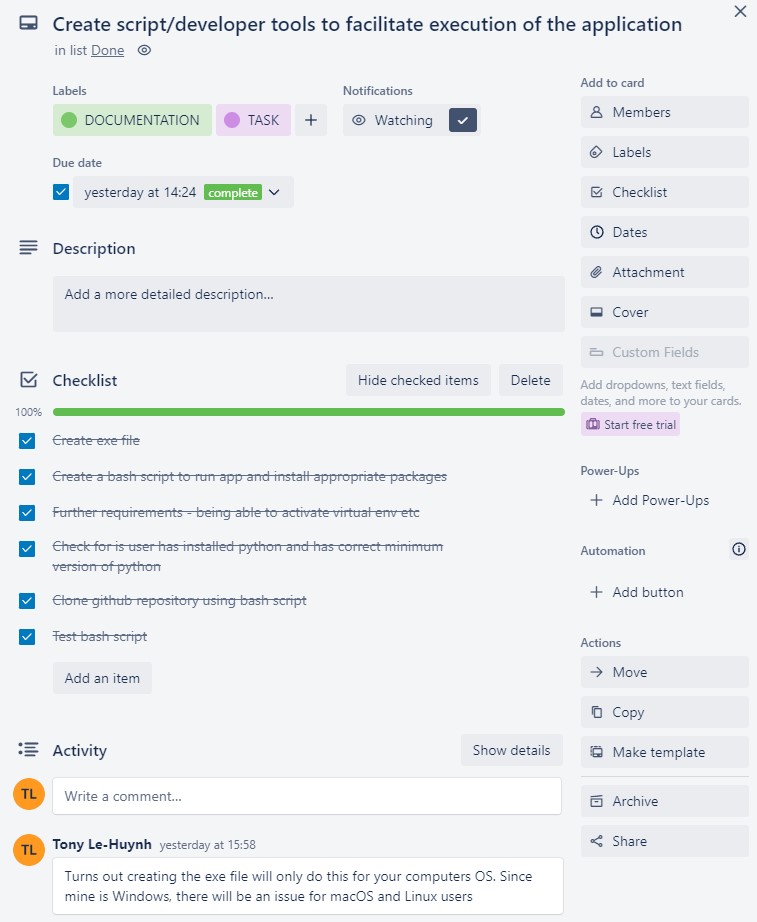 Create script/developer tools to facilitate execution of the application
in list Done
Labels
DOCUMENTATION
TASK
Notifications
Watching
Due date
yesterday at 14:24 complete
Description
Add a more detailed description...
Checklist
Hide checked items
Delete
100%
Create exe file
Create a bash script to run app and install appropriate packages
Further requirements - being able to activate virtual env etc
Check for is user has installed python and has correct minimum
version of python
Clone github repository using bash script
Test bash script
Add an item
Activity
Show details
TL
Write a comment...
TL
Tony Le-Huynh yesterday at 15:58
Turns out creating the exe file will only do this for your computers OS. Since
mine is Windows, there will be an issue for macOS and Linux users
Add to card
Members
Labels
Checklist
Dates
Attachment
Cover
Custom Fields
Add dropdowns, text fields,
dates, and more to your cards.
Start free trial
Power-Ups
Add Power-Ups
Automation
Add button
Actions
Move
Copy
Make template
Archive
Share